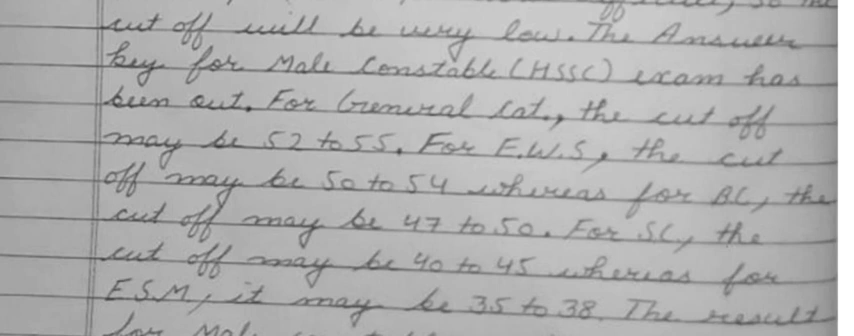 cut off will be very low. The Answer
key for Male Constable (HSSC) exam has
been out. For General Cat., the cut off
may be 52 to 55. For E.W.S, the cut
off may be 50 to 54 whereas for BC, the
cut off may be 47 to 50. For SC, the
cut off may be 40 to 45 whereas for
ESM, it may be 35 to 38. The result
for Male